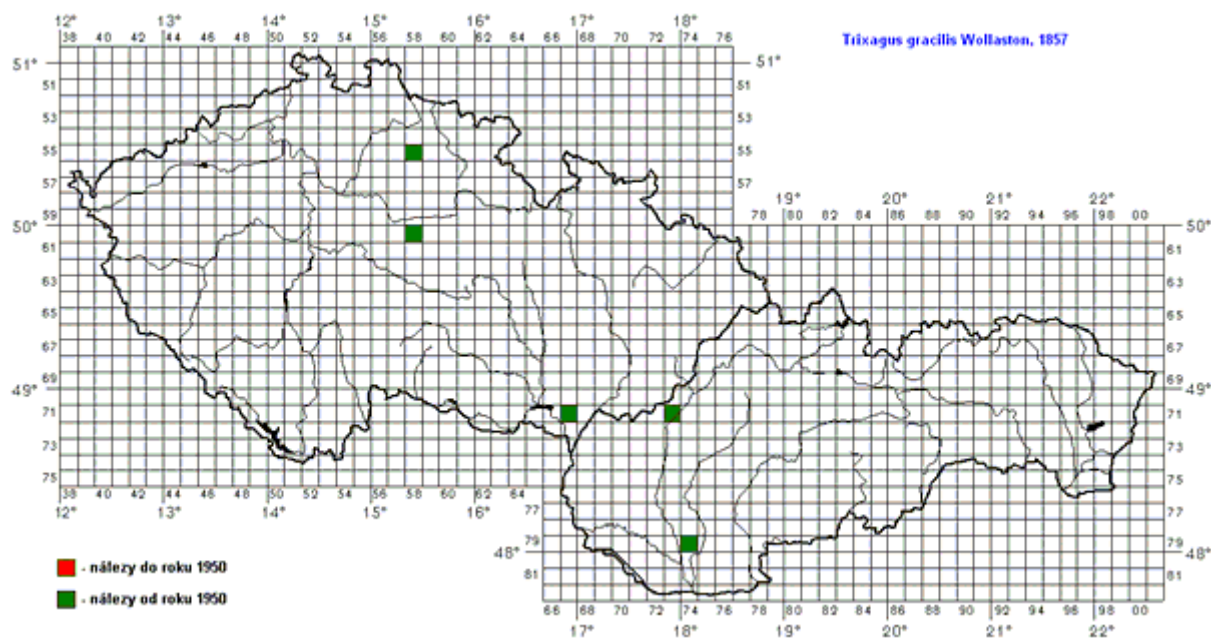 12° 13° 14° 15° 16° 17° 18°
38 40 42 44 46 48 50 52 54 56 58 60 62 64 66 68 70 72 74 76
Trixagus gracilis Wollaston, 1857
51° 51°
51 51
53 53
55 55
57 57
19° 20° 21° 22°
59 78 80 82 84 86 88 90 92 94 96 98 00
50° 50°
61 61
63 63
65 65
67 67
49° 69 69 49°
71 71
73 73
75 75
38 40 42 44 46 48 50 52 54 56 58 60 62 64
12° 13° 14° 15° 16°
77 77
48° 79 79 48°
81 81
- nálezy do roku 1950
- nálezy od roku 1950
66 68 70 72 74 76 78 80 82 84 86 88 90 92 94 96 98 00
17° 18° 19° 20° 21° 22°